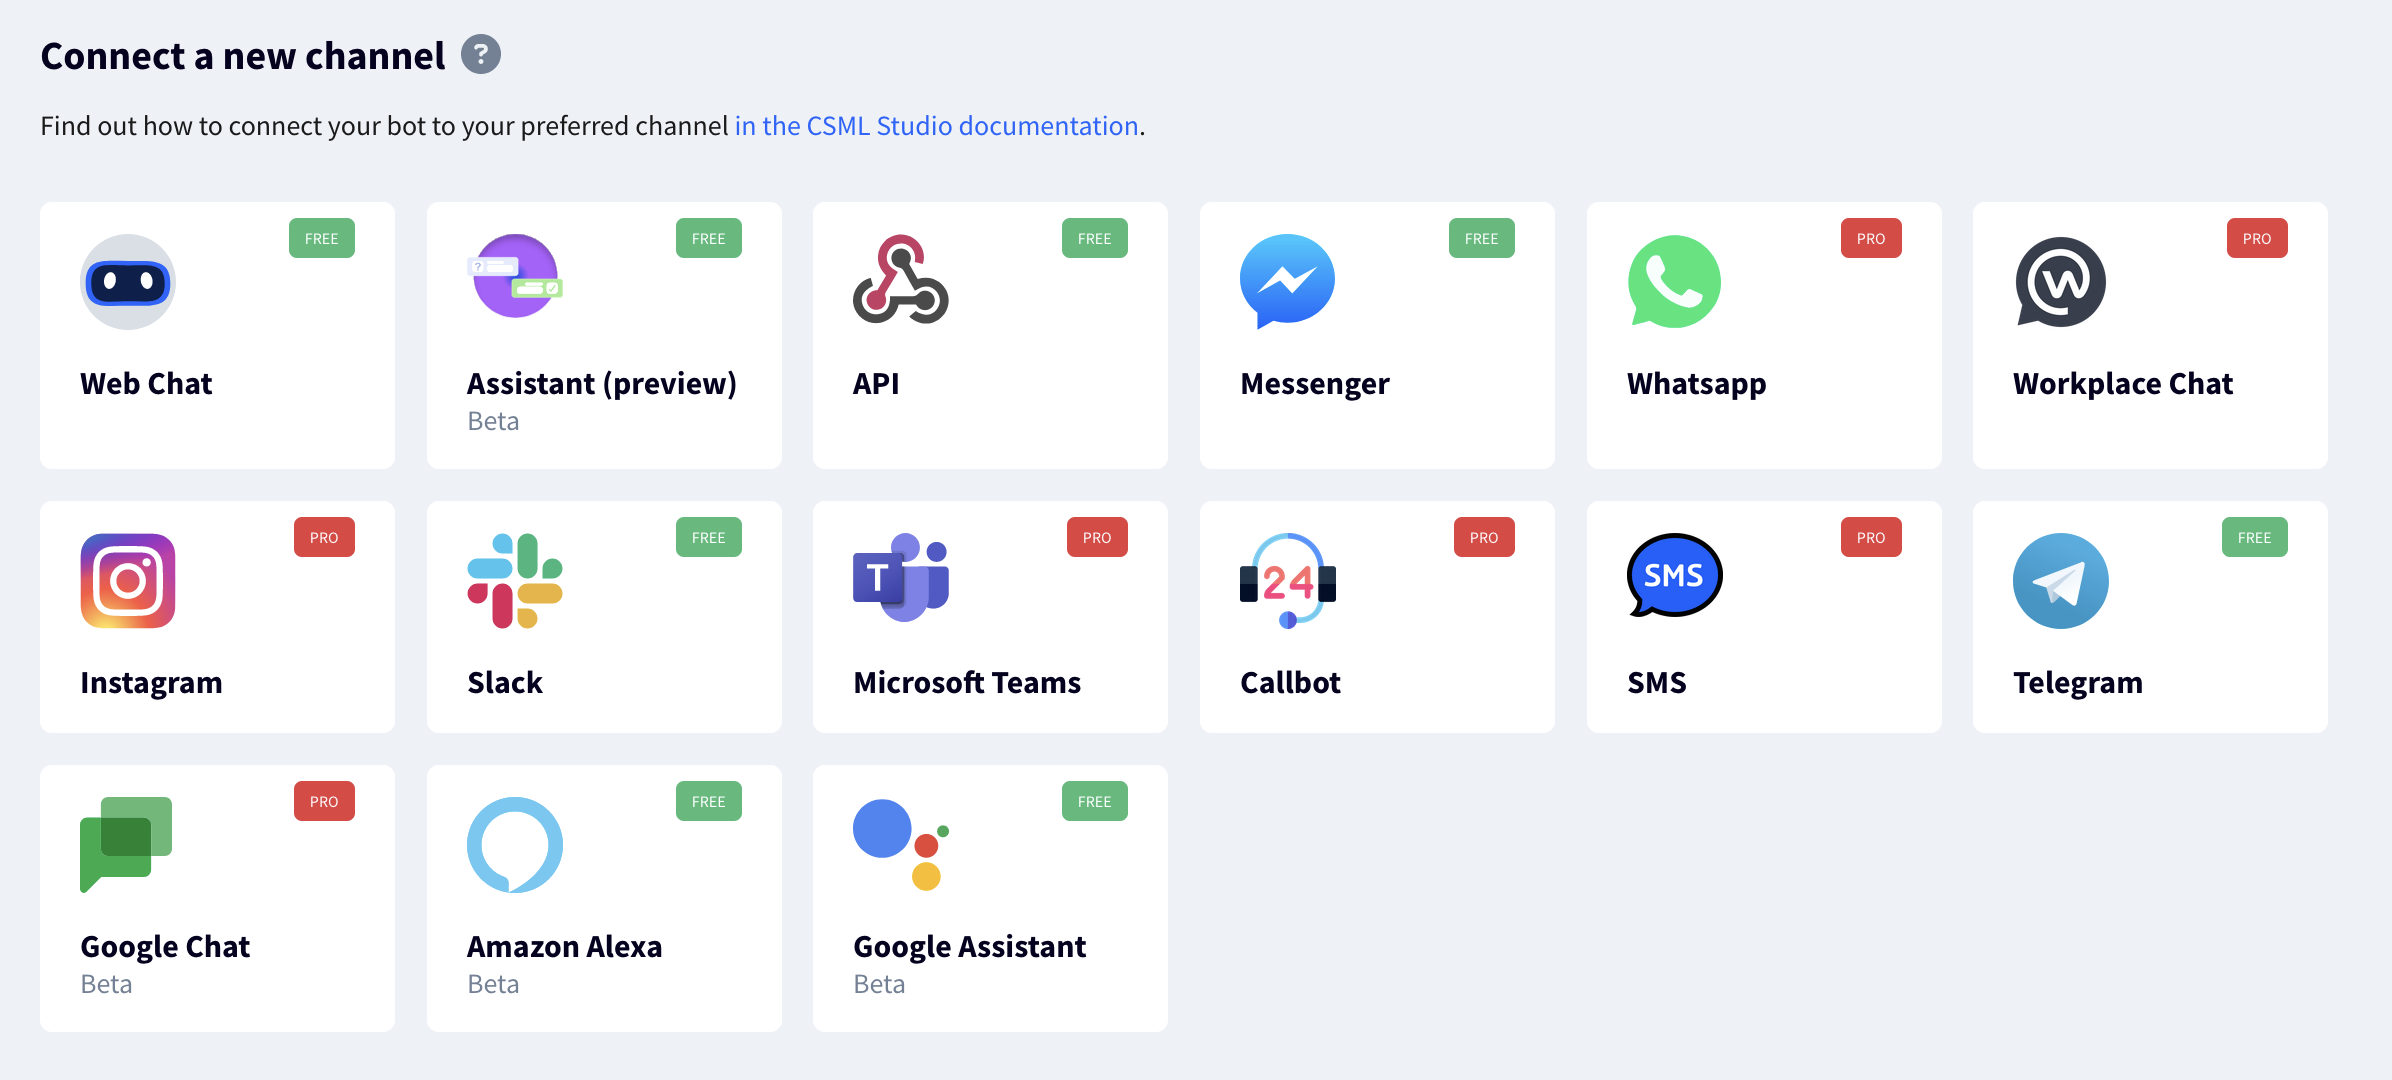 Connect a new channel ?
Find out how to connect your bot to your preferred channel in the CSML Studio documentation.
FREE
Web Chat
FREE
?
Assistant (preview)
Beta
FREE
API
FREE
Messenger
PRO
Whatsapp
PRO
W
Workplace Chat
PRO
Instagram
FREE
Slack
PRO
T
Microsoft Teams
PRO
24
Callbot
PRO
SMS
SMS
FREE
Telegram
PRO
Google Chat
Beta
FREE
Amazon Alexa
Beta
FREE
Google Assistant
Beta